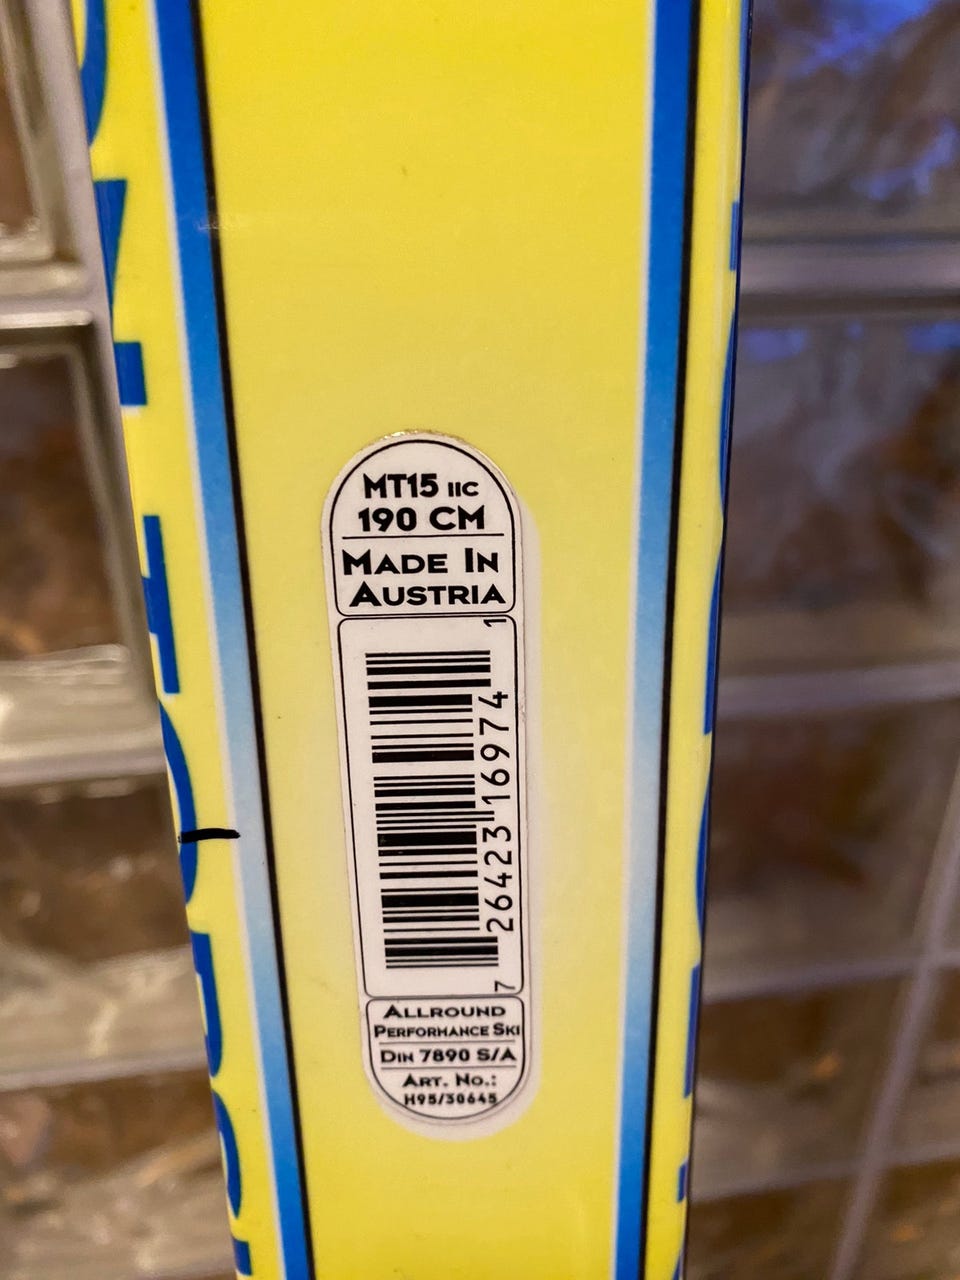 MT15 IIC
190 CM
MADE IN
AUSTRIA
7 26423 16974 1
ALLROUND
PERFORMANCE SKI
DIN 7890 S/A
ART. NO.:
H95/30645